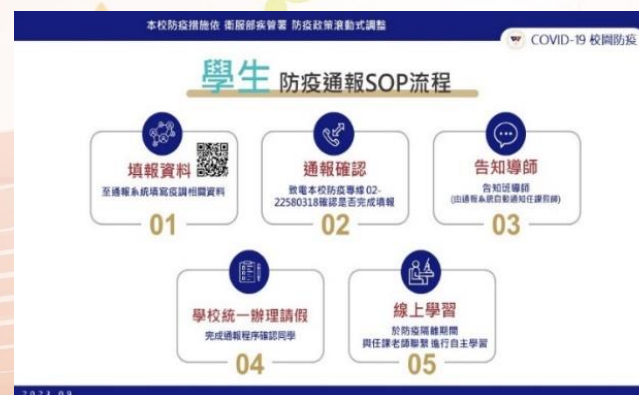 本校防疫措施依 衛服部疾管署 防疫政策滾動式調整
COVID-19 校園防疫
學生 防疫通報SOP流程
填報資料
至通報系統填寫疫調相關資料
01
通報確認
致電本校防疫專線 02-
22580318確認是否完成填報
02
告知導師
告知班導師
(由通報系統自動通知任課教師)
03
學校統一辦理請假
完成通報程序確認同學
04
線上學習
於防疫隔離期間
與任課老師聯繫 進行自主學習
05